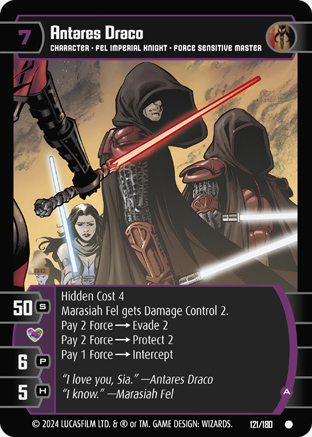 7
Antares Draco
CHARACTER • FEL IMPERIAL KNIGHT • FORCE SENSITIVE MASTER
50 S
6 P
5 H
Hidden Cost 4
Marasiah Fel gets Damage Control 2.
Pay 2 Force → Evade 2
Pay 2 Force → Protect 2
Pay 1 Force → Intercept
“I love you, Sia.” —Antares Draco
“I know.” —Marasiah Fel
A
© 2024 LUCASFILM LTD. & ® or TM. GAME DESIGN: WIZARDS.
121/180